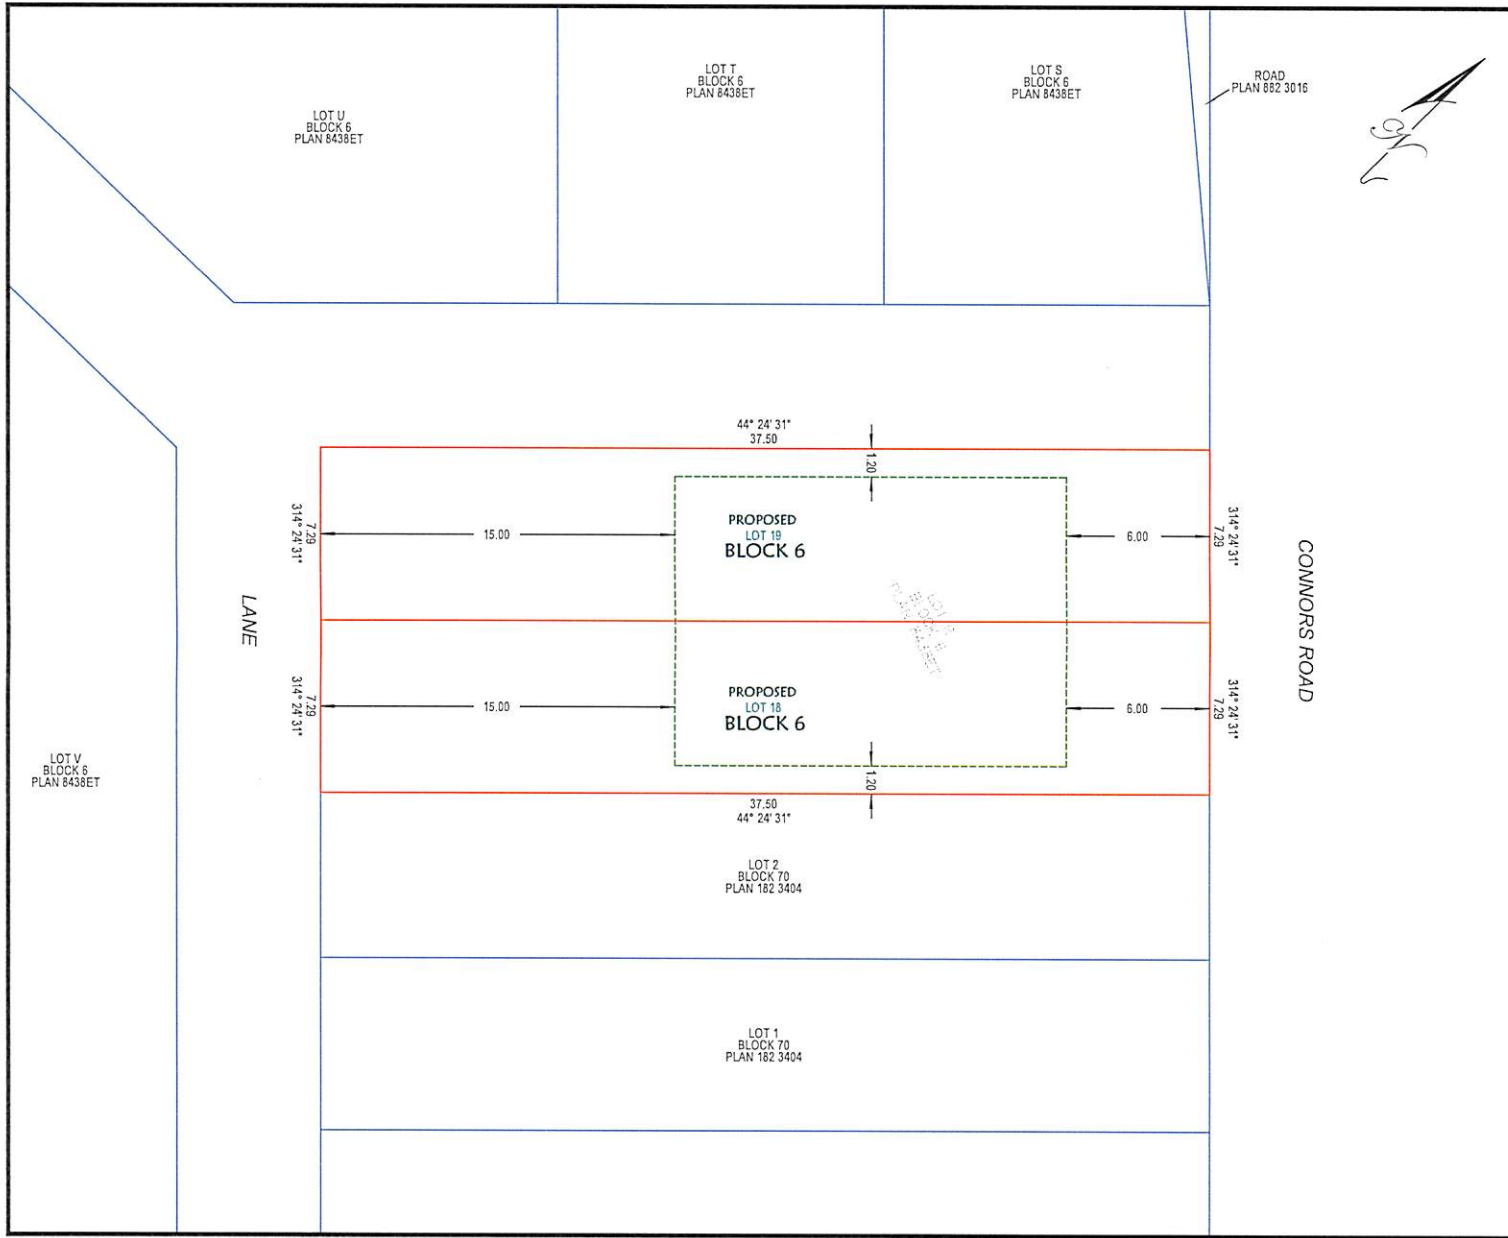 LOT U
BLOCK 6
PLAN 8438ET
LOT T
BLOCK 6
PLAN 8438ET
LOT S
BLOCK 6
PLAN 8438ET
ROAD
PLAN 882 3016
N
44° 24' 31"
37.50
1.20
7.29
314° 24' 31"
15.00
PROPOSED
LOT 19
BLOCK 6
6.00
314° 24' 31"
7.29
CONNORS ROAD
LANE
7.29
314° 24' 31"
15.00
PROPOSED
LOT 18
BLOCK 6
6.00
314° 24' 31"
7.29
1.20
37.50
44° 24' 31"
LOT V
BLOCK 6
PLAN 8438ET
LOT 2
BLOCK 70
PLAN 182 3404
LOT 1
BLOCK 70
PLAN 182 3404